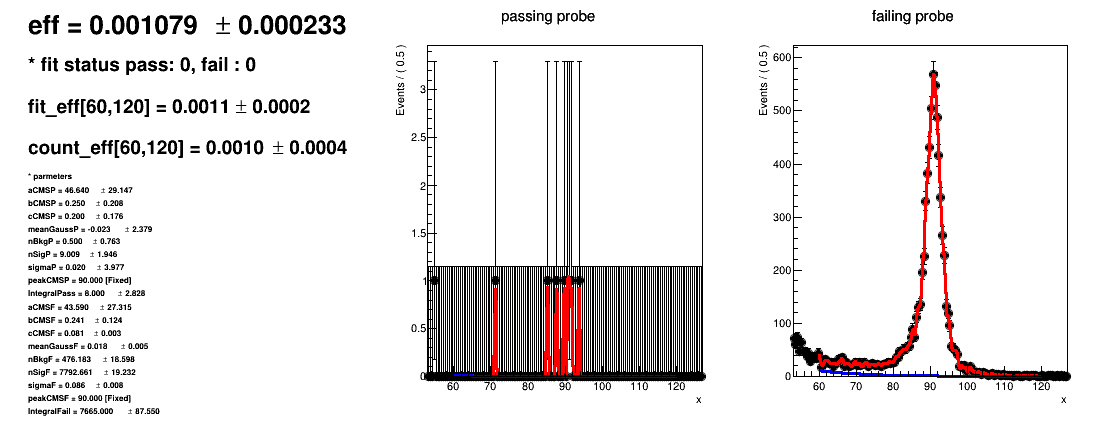 eff = 0.001079 ± 0.000233
* fit status pass: 0, fail : 0
fit_eff[60,120] = 0.0011 ± 0.0002
count_eff[60,120] = 0.0010 ± 0.0004
* parmeters
aCMSP = 46.640 ± 29.147
bCMSP = 0.250 ± 0.208
cCMSP = 0.200 ± 0.176
meanGaussP = -0.023 ± 2.379
nBkgP = 0.500 ± 0.763
nSigP = 9.009 ± 1.946
sigmaP = 0.020 ± 3.977
peakCMSP = 90.000 [Fixed]
IntegralPass = 8.000 ± 2.828
aCMSF = 43.590 ± 27.315
bCMSF = 0.241 ± 0.124
cCMSF = 0.081 ± 0.003
meanGaussF = 0.018 ± 0.005
nBkgF = 476.183 ± 18.598
nSigF = 7792.661 ± 19.232
sigmaF = 0.086 ± 0.008
peakCMSF = 90.000 [Fixed]
IntegralFail = 7665.000 ± 87.550
passing probe
Events / ( 0.5 )
3
2.5
2
1.5
1
0.5
0
60 70 80 90 100 110 120
x
failing probe
Events / ( 0.5 )
600
500
400
300
200
100
0
60 70 80 90 100 110 120
x